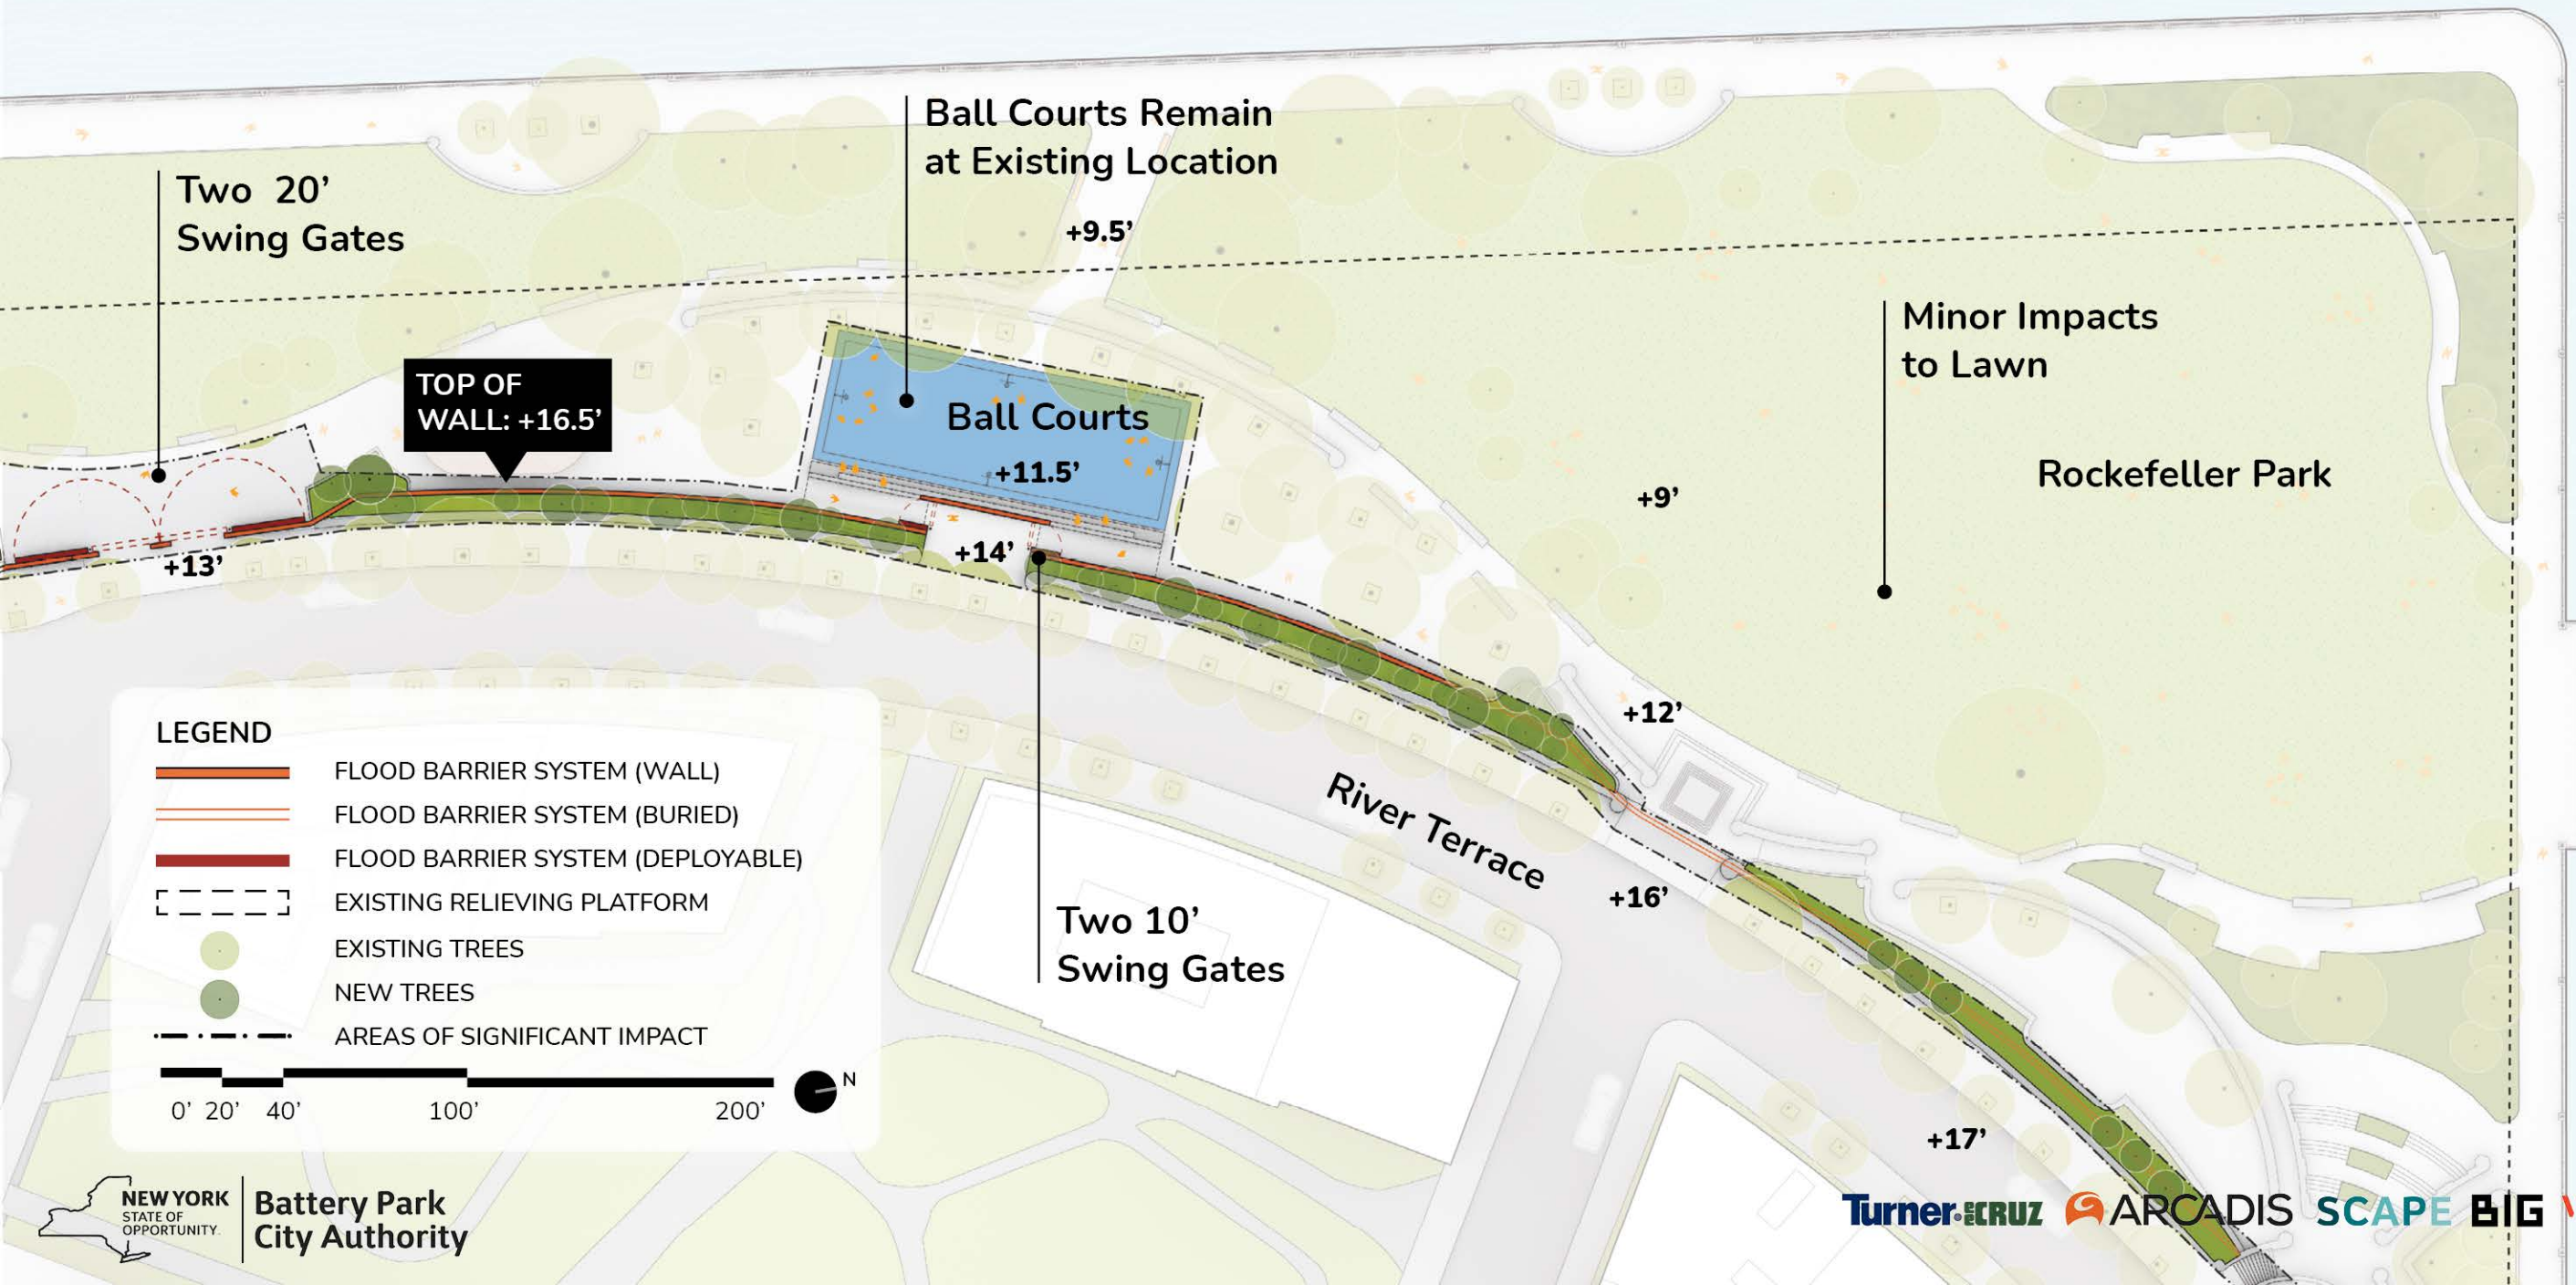 Ball Courts Remain
at Existing Location
Two 20’
Swing Gates
+9.5’
Minor Impacts
to Lawn
TOP OF
WALL: +16.5’
Ball Courts
+11.5’
Rockefeller Park
+9’
+13’
+14’
+12’
River Terrace
+16’
Two 10’
Swing Gates
+17’
LEGEND
FLOOD BARRIER SYSTEM (WALL)
FLOOD BARRIER SYSTEM (BURIED)
FLOOD BARRIER SYSTEM (DEPLOYABLE)
EXISTING RELIEVING PLATFORM
EXISTING TREES
NEW TREES
AREAS OF SIGNIFICANT IMPACT
0’ 20’ 40’ 100’ 200’
N
NEW YORK
STATE OF
OPPORTUNITY.
Battery Park
City Authority
Turner CRUZ ARCADIS SCAPE BIG